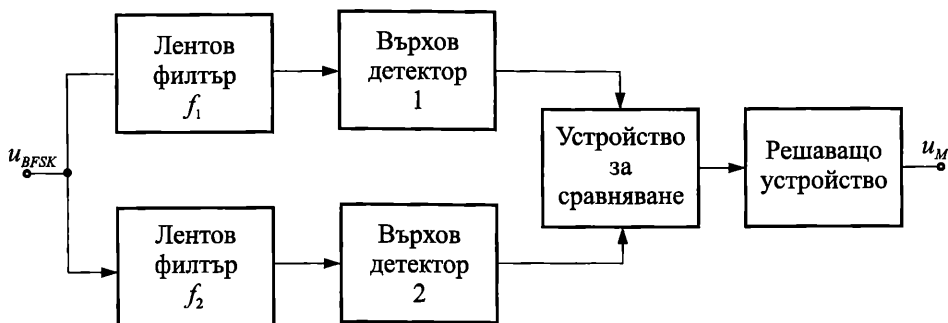 Лентов
филтър
f₁
Върхов
детектор
1
u_BFSK
Устройство
за
сравняване
Решаващо
устройство
u_M
Лентов
филтър
f₂
Върхов
детектор
2